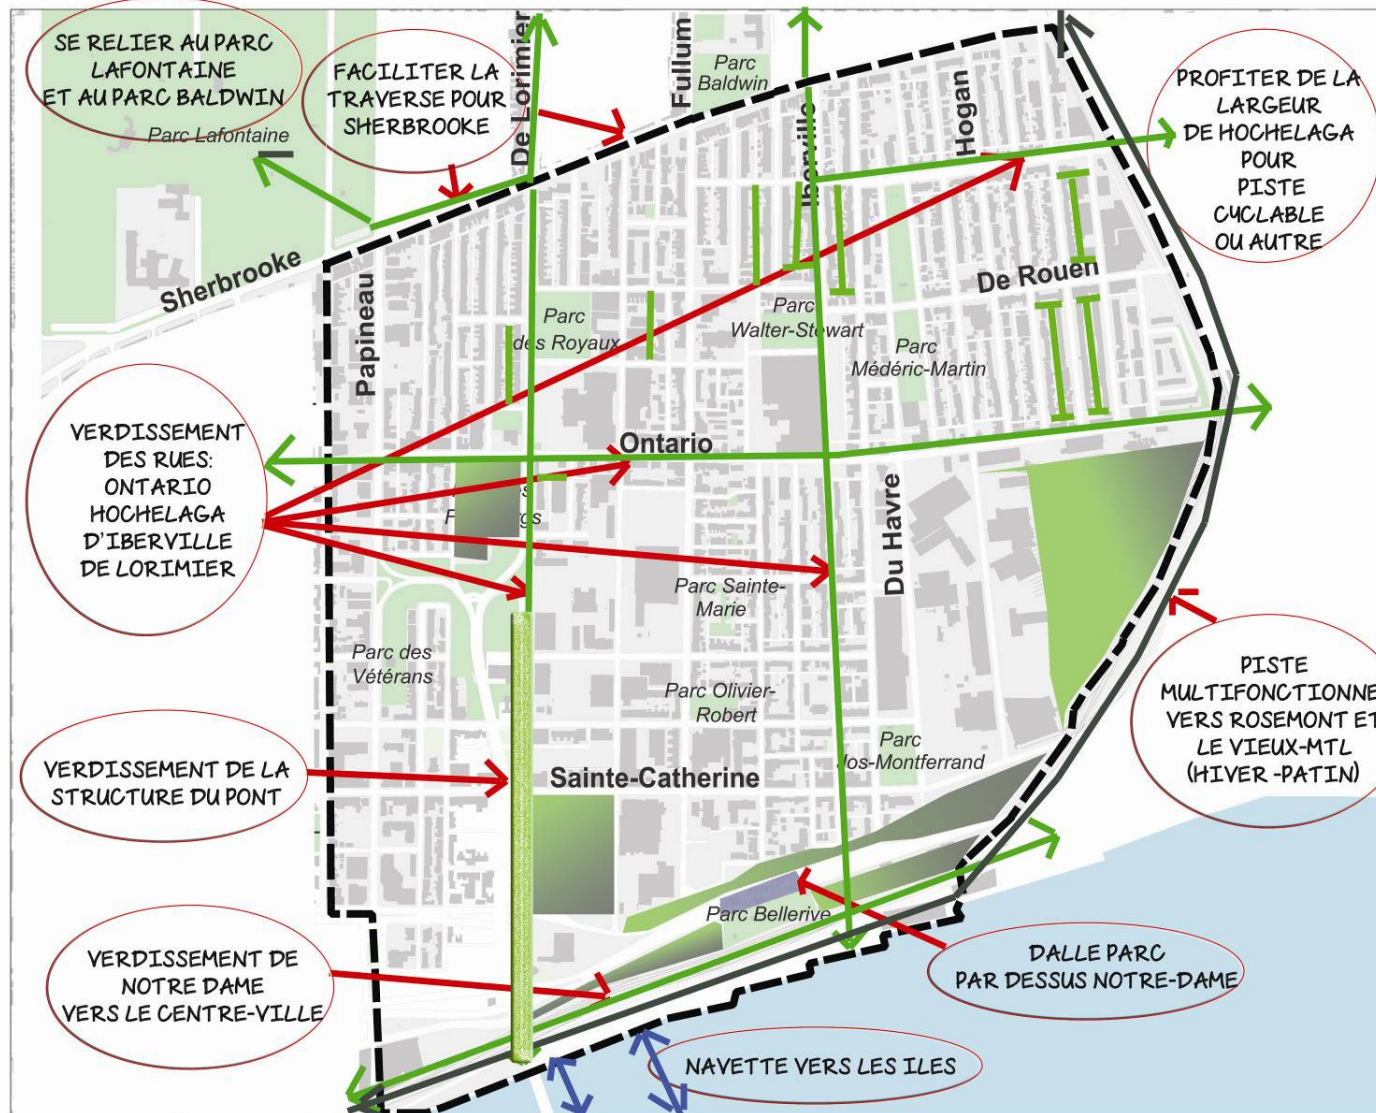 SE RELIER AU PARC
LAFONTAINE
ET AU PARC BALDWIN
Parc Lafontaine
FACILITER LA
TRAVERSE POUR
SHERBROOKE
De Lorimier
Fullum
Parc
Baldwin
Iberville
Hogan
PROFITER DE LA
LARGEUR
DE HOCHELAGA
POUR
PISTE
CYCLABLE
OU AUTRE
Sherbrooke
Papineau
De Rouen
Parc
des Royaux
Parc
Walter-Stewart
Parc
Médéric-Martin
VERDISSEMENT
DES RUES:
ONTARIO
HOCHELAGA
D'IBERVILLE
DE LORIMIER
Ontario
Du Havre
Parc Sainte-
Marie
Parc des
Vétérans
Parc Olivier-
Robert
Parc
Jos-Montferrand
PISTE
MULTIFONCTIONNE
VERS ROSEMONT ET
LE VIEUX-MTL
(HIVER -PATIN)
VERDISSEMENT DE LA
STRUCTURE DU PONT
Sainte-Catherine
Parc Bellerive
VERDISSEMENT DE
NOTRE DAME
VERS LE CENTRE-VILLE
DALLE PARC
PAR DESSUS NOTRE-DAME
NAVETTE VERS LES ILES